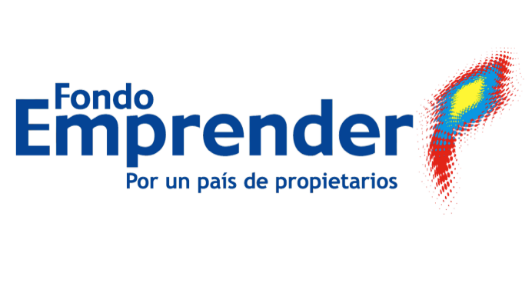 Fondo
Emprender
Por un país de propietarios